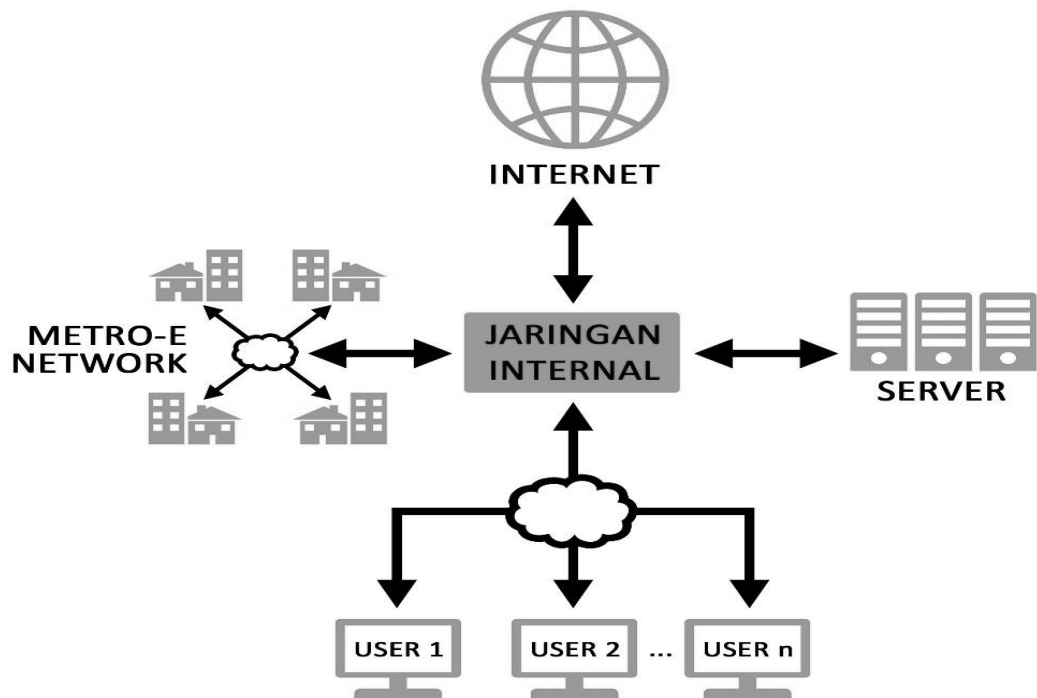 INTERNET
METRO-E
NETWORK
JARINGAN
INTERNAL
SERVER
USER 1
USER 2
...
USER n